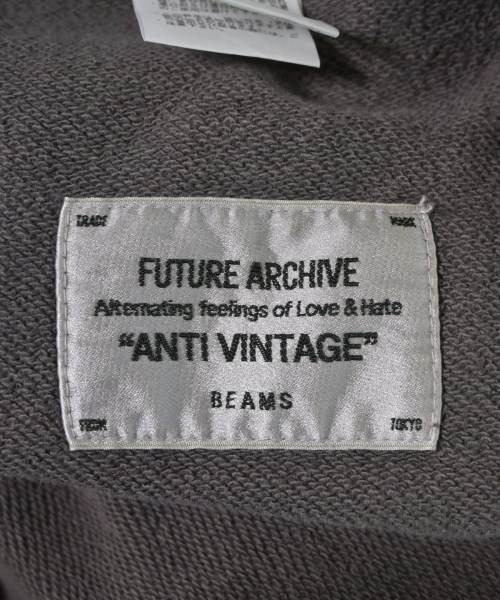 TRADE MARK
FUTURE ARCHIVE
Alternating feelings of Love & Hate
"ANTI VINTAGE"
BEAMS
FROM TOKYO